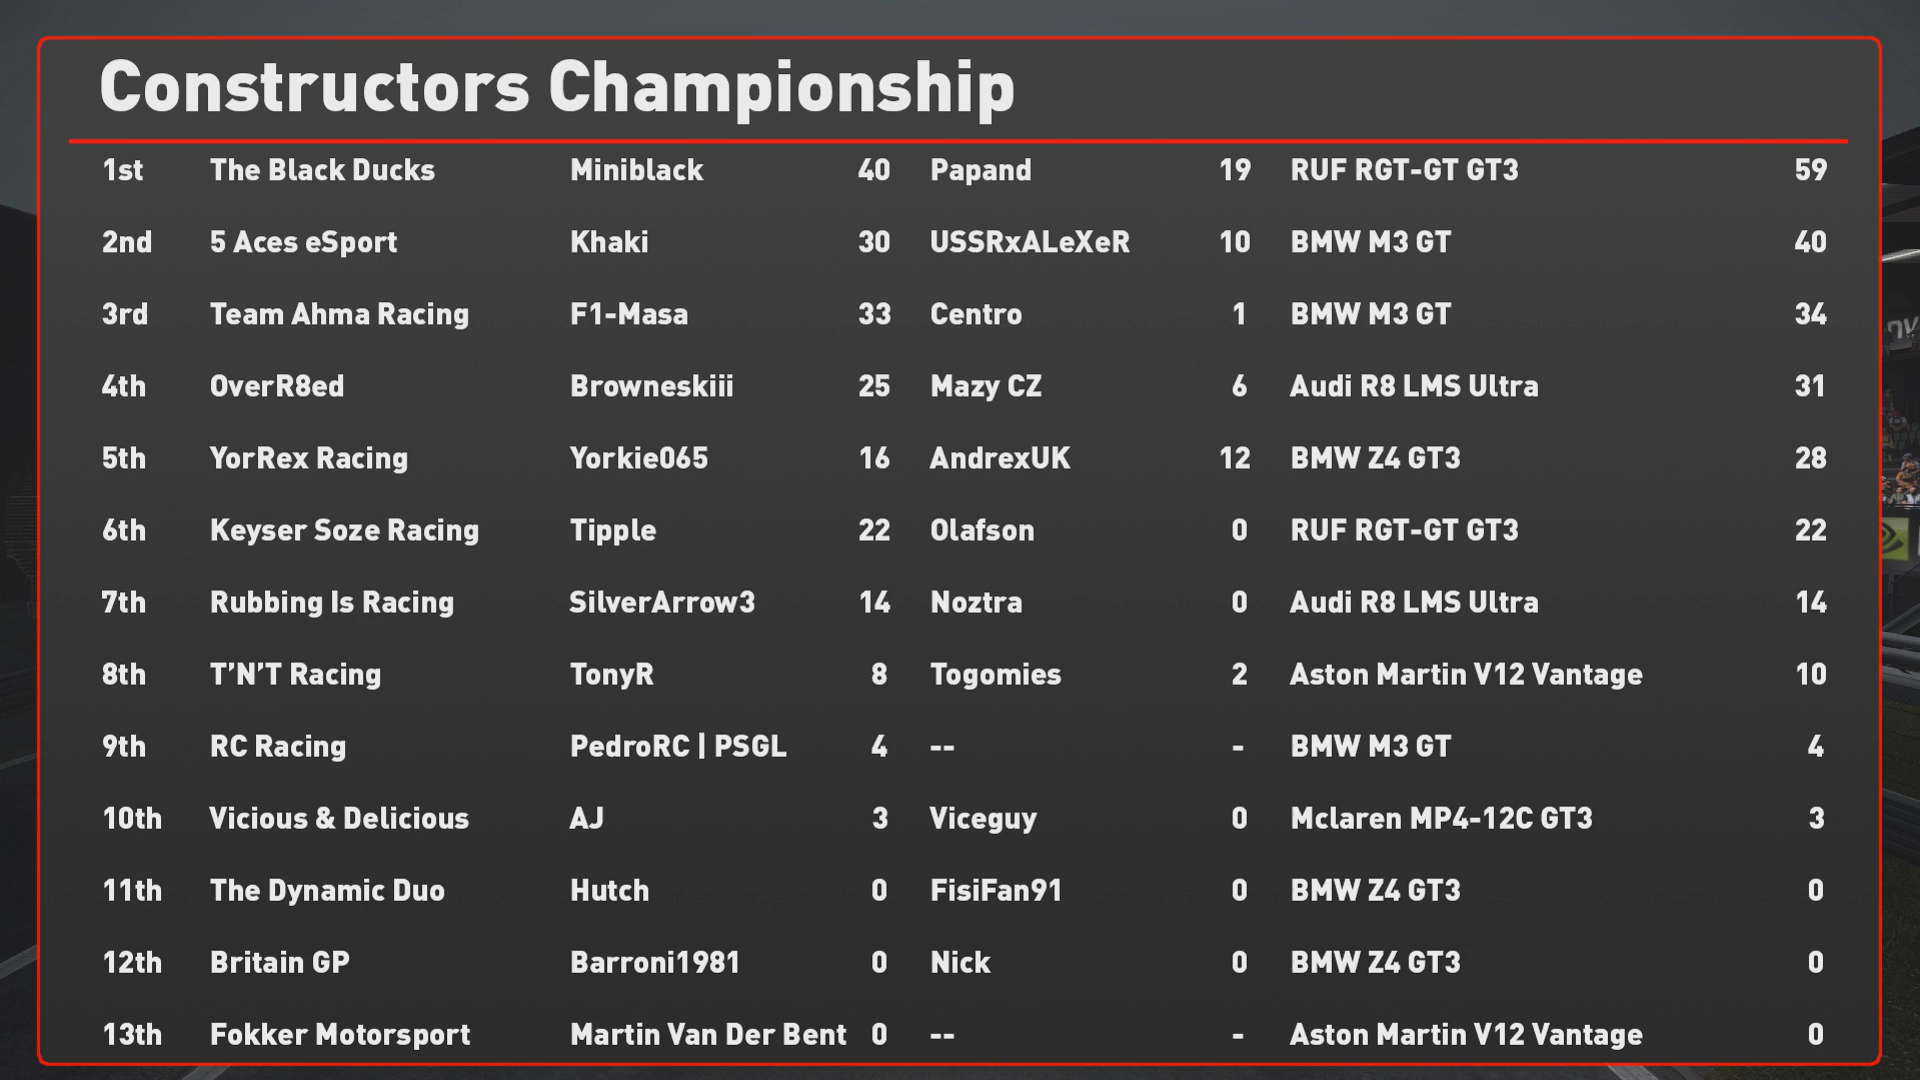 Constructors Championship
1st The Black Ducks Miniblack 40 Papand 19 RUF RGT-GT GT3 59
2nd 5 Aces eSport Khaki 30 USSRxALeXeR 10 BMW M3 GT 40
3rd Team Ahma Racing F1-Masa 33 Centro 1 BMW M3 GT 34
4th OverR8ed Browneskiii 25 Mazy CZ 6 Audi R8 LMS Ultra 31
5th YorRex Racing Yorkie065 16 AndrexUK 12 BMW Z4 GT3 28
6th Keyser Soze Racing Tipple 22 Olafson 0 RUF RGT-GT GT3 22
7th Rubbing Is Racing SilverArrow3 14 Noztra 0 Audi R8 LMS Ultra 14
8th T’N’T Racing TonyR 8 Togomies 2 Aston Martin V12 Vantage 10
9th RC Racing PedroRC | PSGL 4 -- - BMW M3 GT 4
10th Vicious & Delicious AJ 3 Viceguy 0 Mclaren MP4-12C GT3 3
11th The Dynamic Duo Hutch 0 FisiFan91 0 BMW Z4 GT3 0
12th Britain GP Barroni1981 0 Nick 0 BMW Z4 GT3 0
13th Fokker Motorsport Martin Van Der Bent 0 -- - Aston Martin V12 Vantage 0